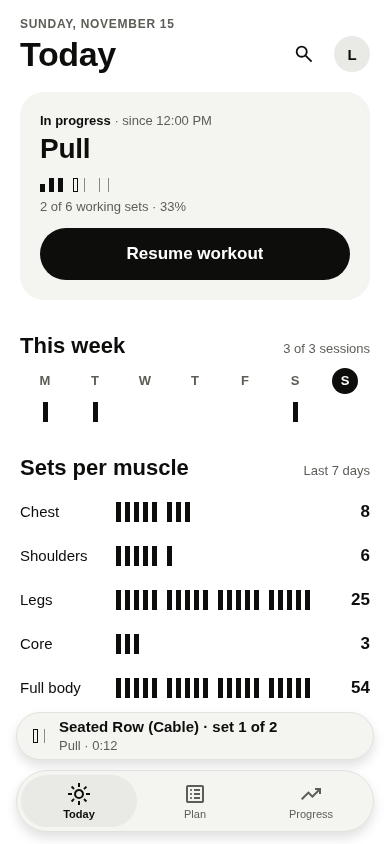 SUNDAY, NOVEMBER 15
Today
L
In progress · since 12:00 PM
Pull
2 of 6 working sets · 33%
Resume workout
This week
3 of 3 sessions
M T W T F S S
Sets per muscle
Last 7 days
Chest 8
Shoulders 6
Legs 25
Core 3
Full body 54
Seated Row (Cable) · set 1 of 2
Pull · 0:12
Today Plan Progress